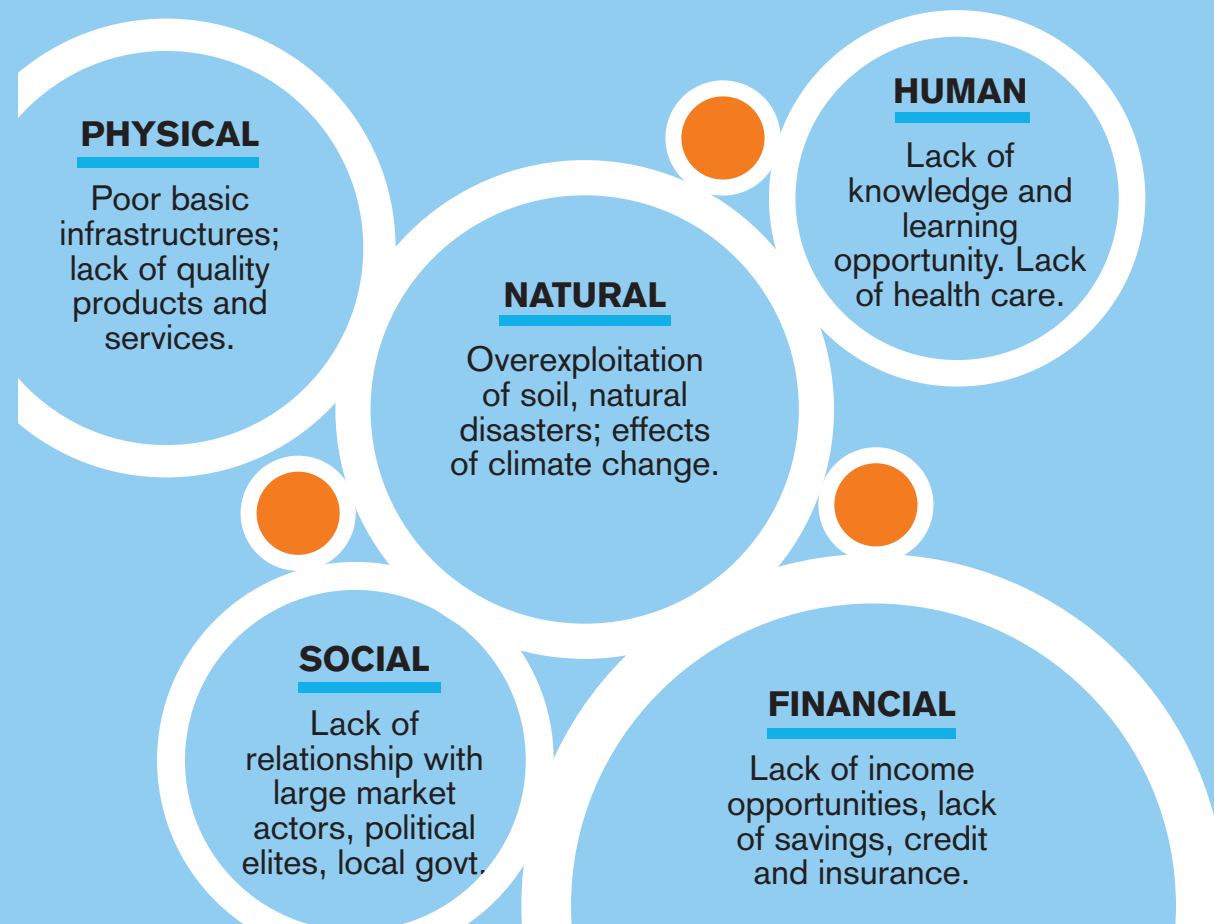 PHYSICAL
Poor basic
infrastructures;
lack of quality
products and
services.
HUMAN
Lack of
knowledge and
learning
opportunity. Lack
of health care.
NATURAL
Overexploitation
of soil, natural
disasters; effects
of climate change.
SOCIAL
Lack of
relationship with
large market
actors, political
elites, local govt.
FINANCIAL
Lack of income
opportunities, lack
of savings, credit
and insurance.